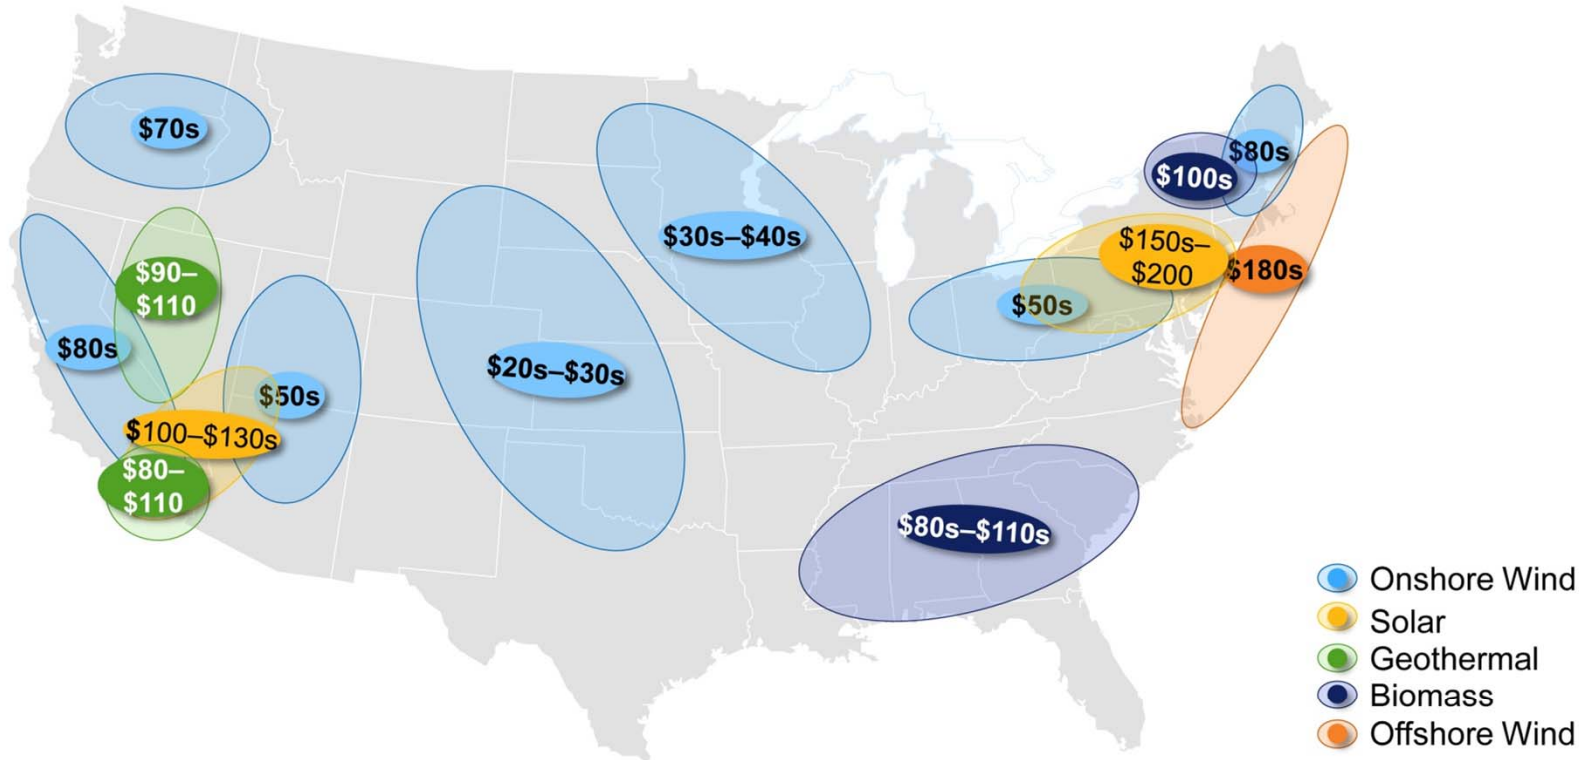 $70s
$80s
$100s
$30s–$40s
$150s–
$200
$180s
$90–
$110
$50s
$80s
$20s–$30s
$50s
$100–$130s
$80–
$110
$80s–$110s
Onshore Wind
Solar
Geothermal
Biomass
Offshore Wind